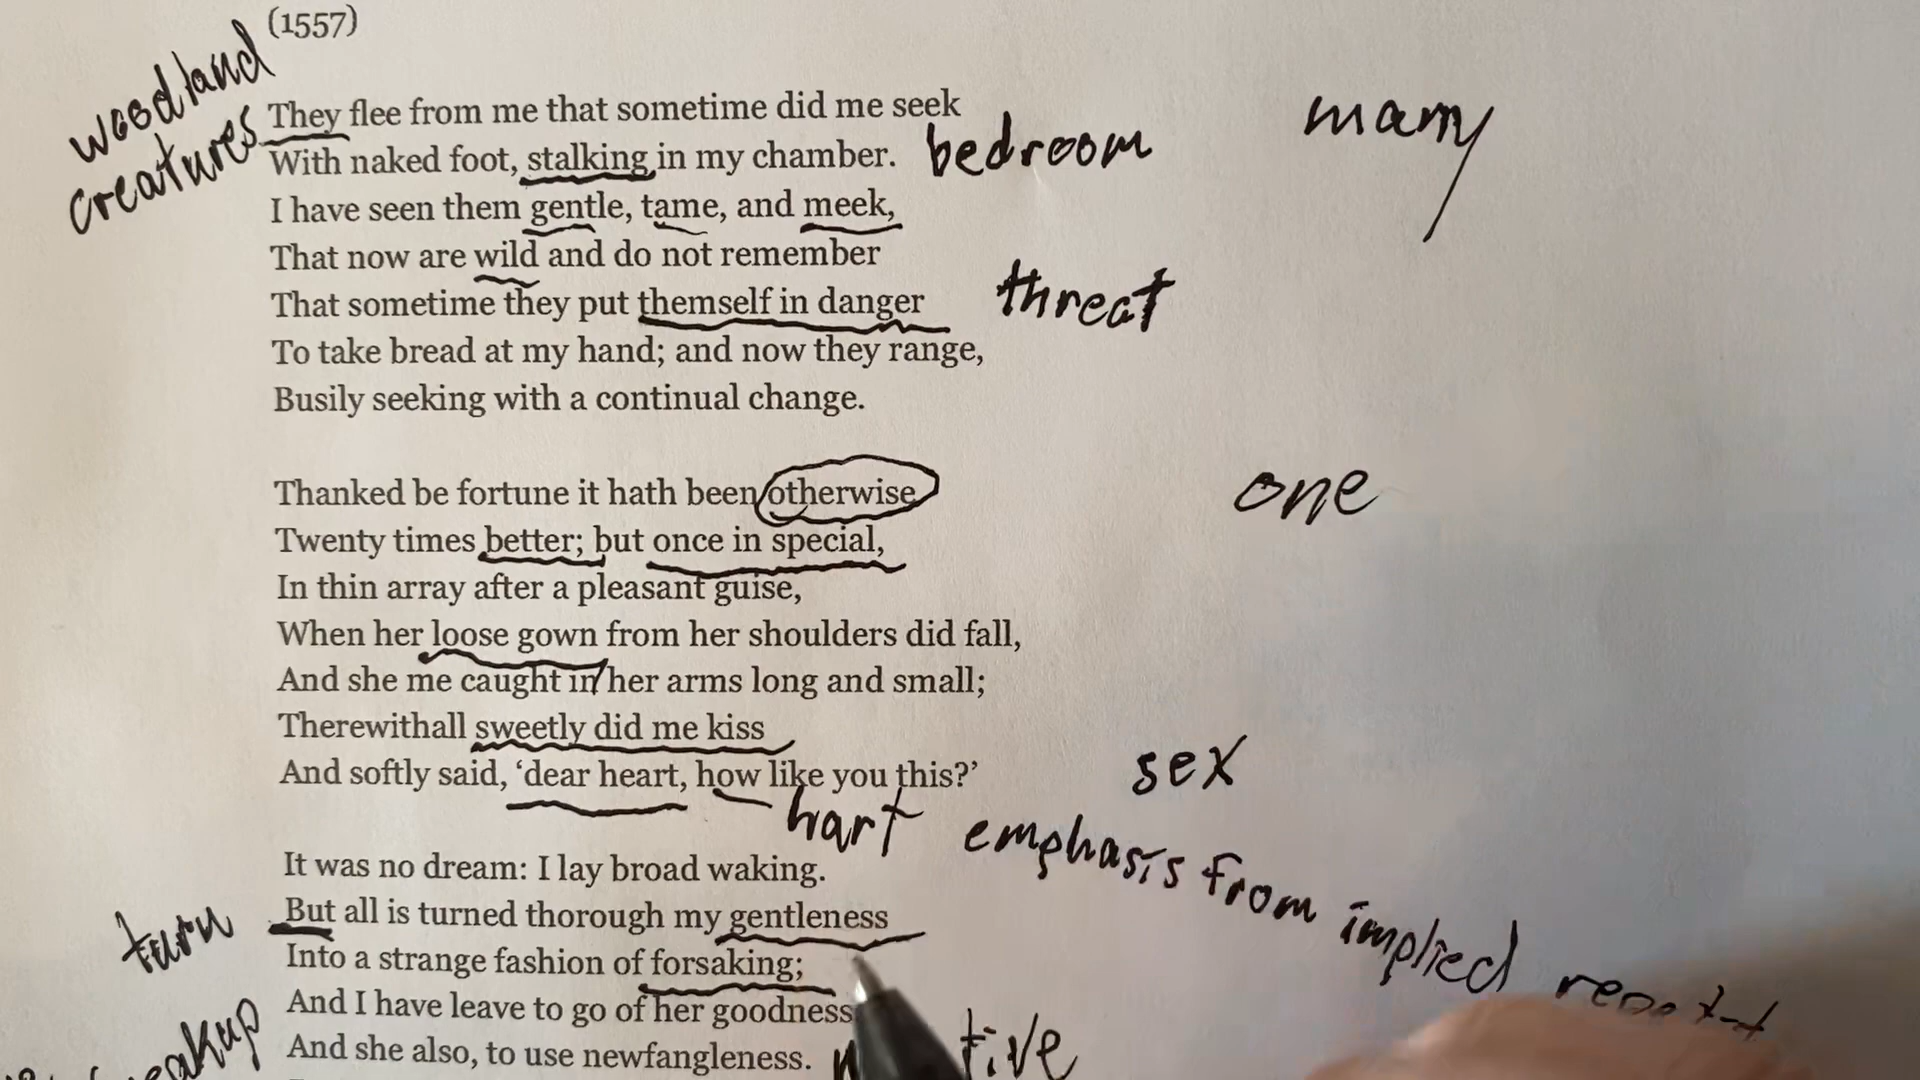 (1557)
woodland
creatures
They flee from me that sometime did me seek
many
With naked foot, stalking in my chamber.
bedroom
I have seen them gentle, tame, and meek,
That now are wild and do not remember
That sometime they put themself in danger
threat
To take bread at my hand; and now they range,
Busily seeking with a continual change.
Thanked be fortune it hath been otherwise
one
Twenty times better; but once in special,
In thin array after a pleasant guise,
When her loose gown from her shoulders did fall,
And she me caught in her arms long and small;
Therewithall sweetly did me kiss
And softly said, ‘dear heart, how like you this?’
sex
hart
emphasis from implied
It was no dream: I lay broad waking.
But all is turned thorough my gentleness
turn
Into a strange fashion of forsaking;
And I have leave to go of her goodness
And she also, to use newfangleness.